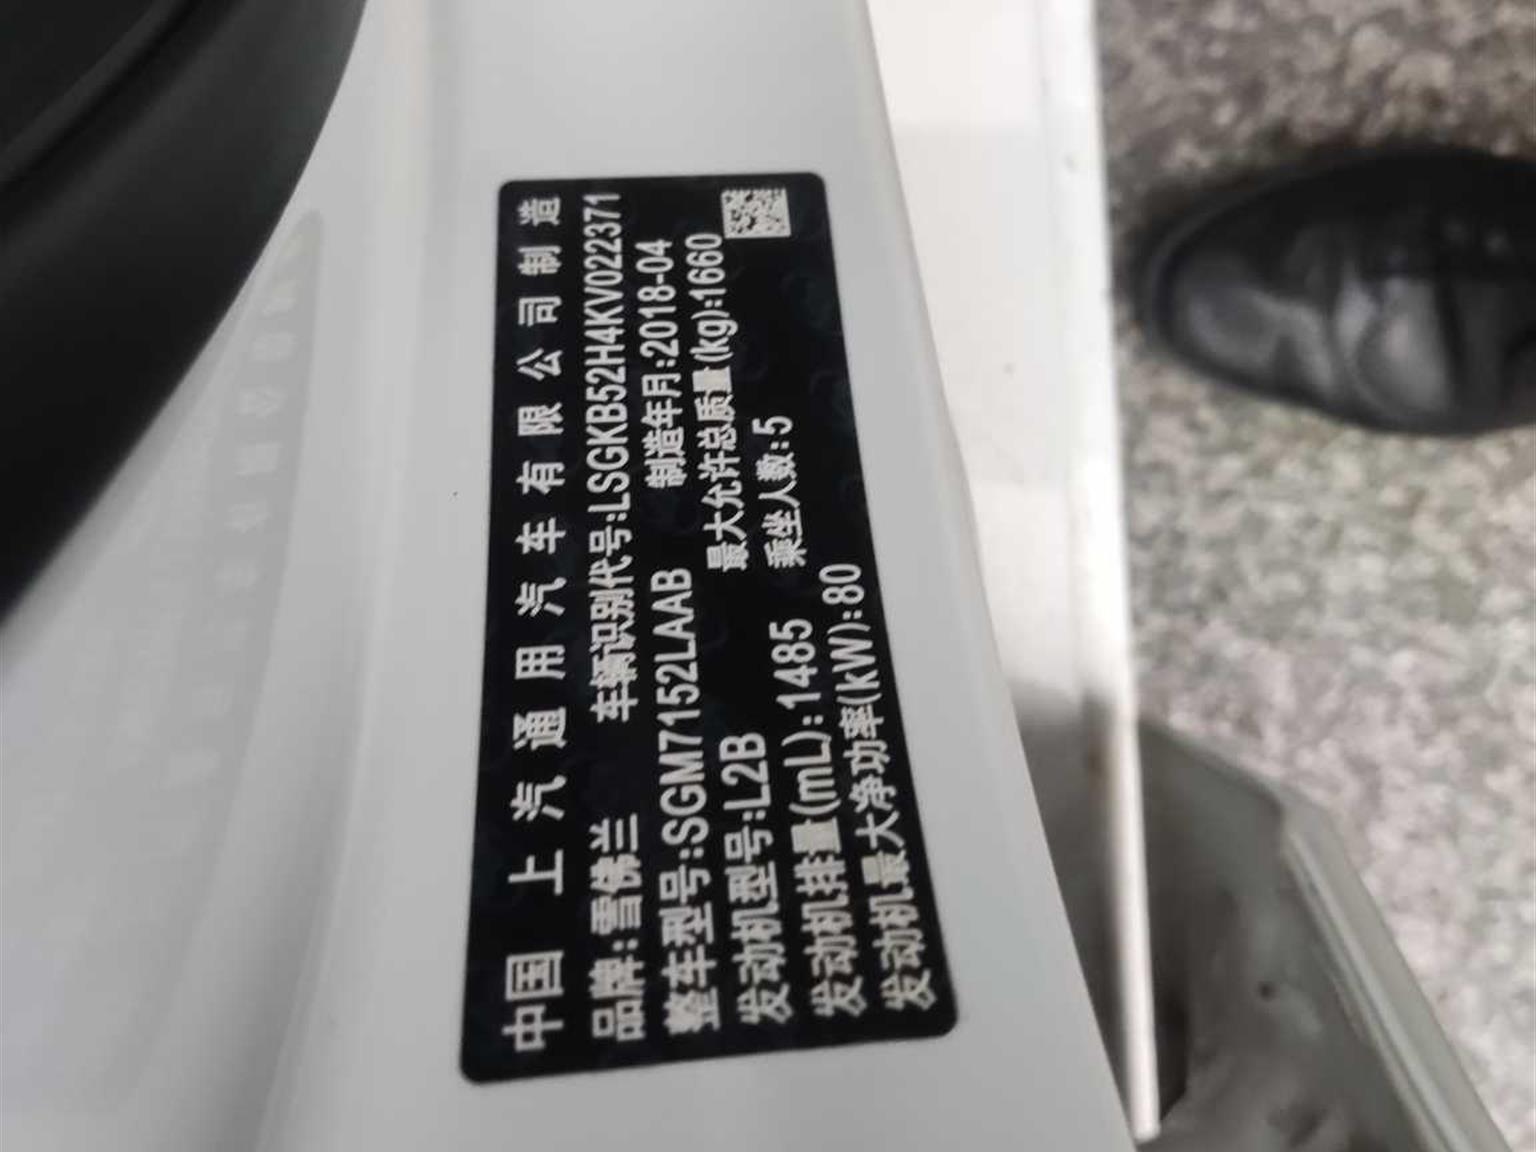 中国 上汽通用汽车有限公司制造
品牌:雪佛兰 车辆识别代号:LSGKB52H4KV022371
整车型号:SGM7152LAAB 制造年月:2018-04
发动机型号:L2B 最大允许总质量(kg):1660
发动机排量(mL):1485 乘坐人数:5
发动机最大净功率(kW):80